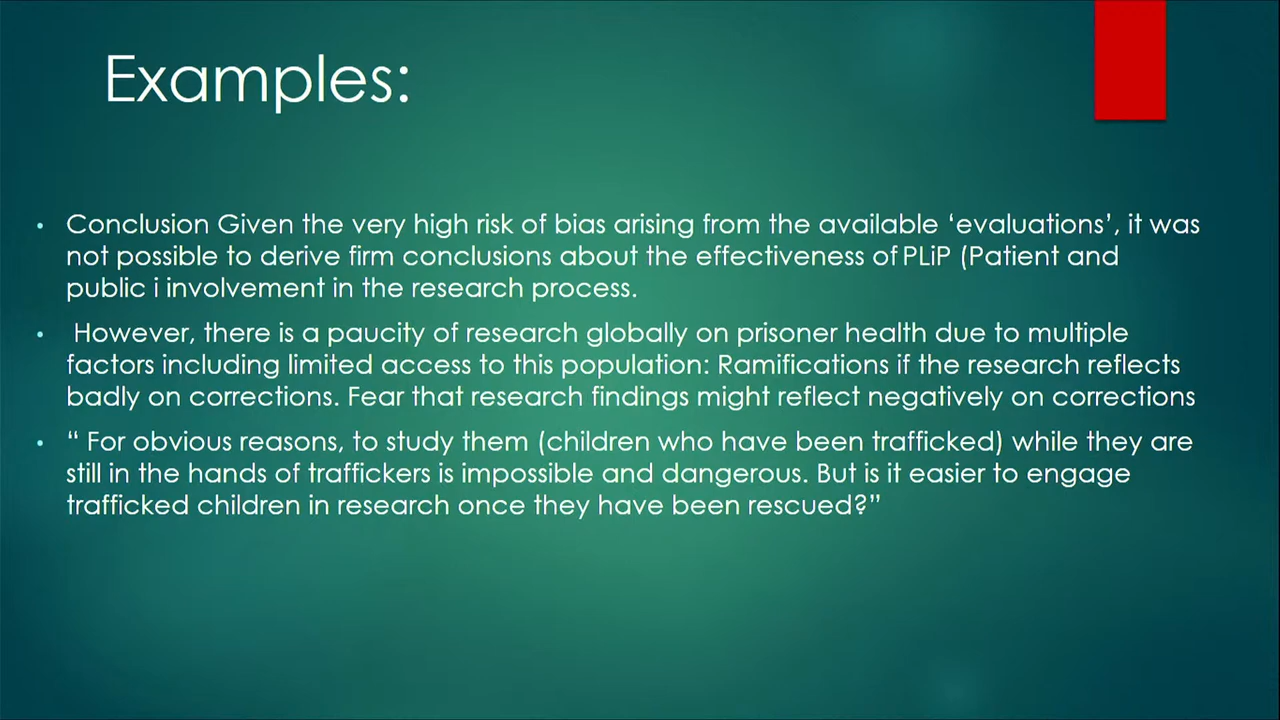 Examples:
• Conclusion Given the very high risk of bias arising from the available ‘evaluations’, it was
not possible to derive firm conclusions about the effectiveness of PLiP (Patient and
public i involvement in the research process.
• However, there is a paucity of research globally on prisoner health due to multiple
factors including limited access to this population: Ramifications if the research reflects
badly on corrections. Fear that research findings might reflect negatively on corrections
• “ For obvious reasons, to study them (children who have been trafficked) while they are
still in the hands of traffickers is impossible and dangerous. But is it easier to engage
trafficked children in research once they have been rescued?”